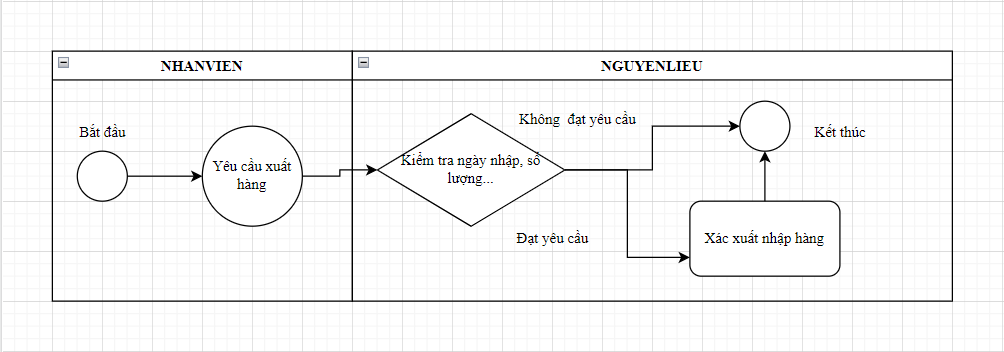 NHANVIEN
NGUYENLIEU
Bắt đầu
Yêu cầu xuất
hàng
Kiểm tra ngày nhập, số
lượng...
Không đạt yêu cầu
Kết thúc
Đạt yêu cầu
Xác xuất nhập hàng